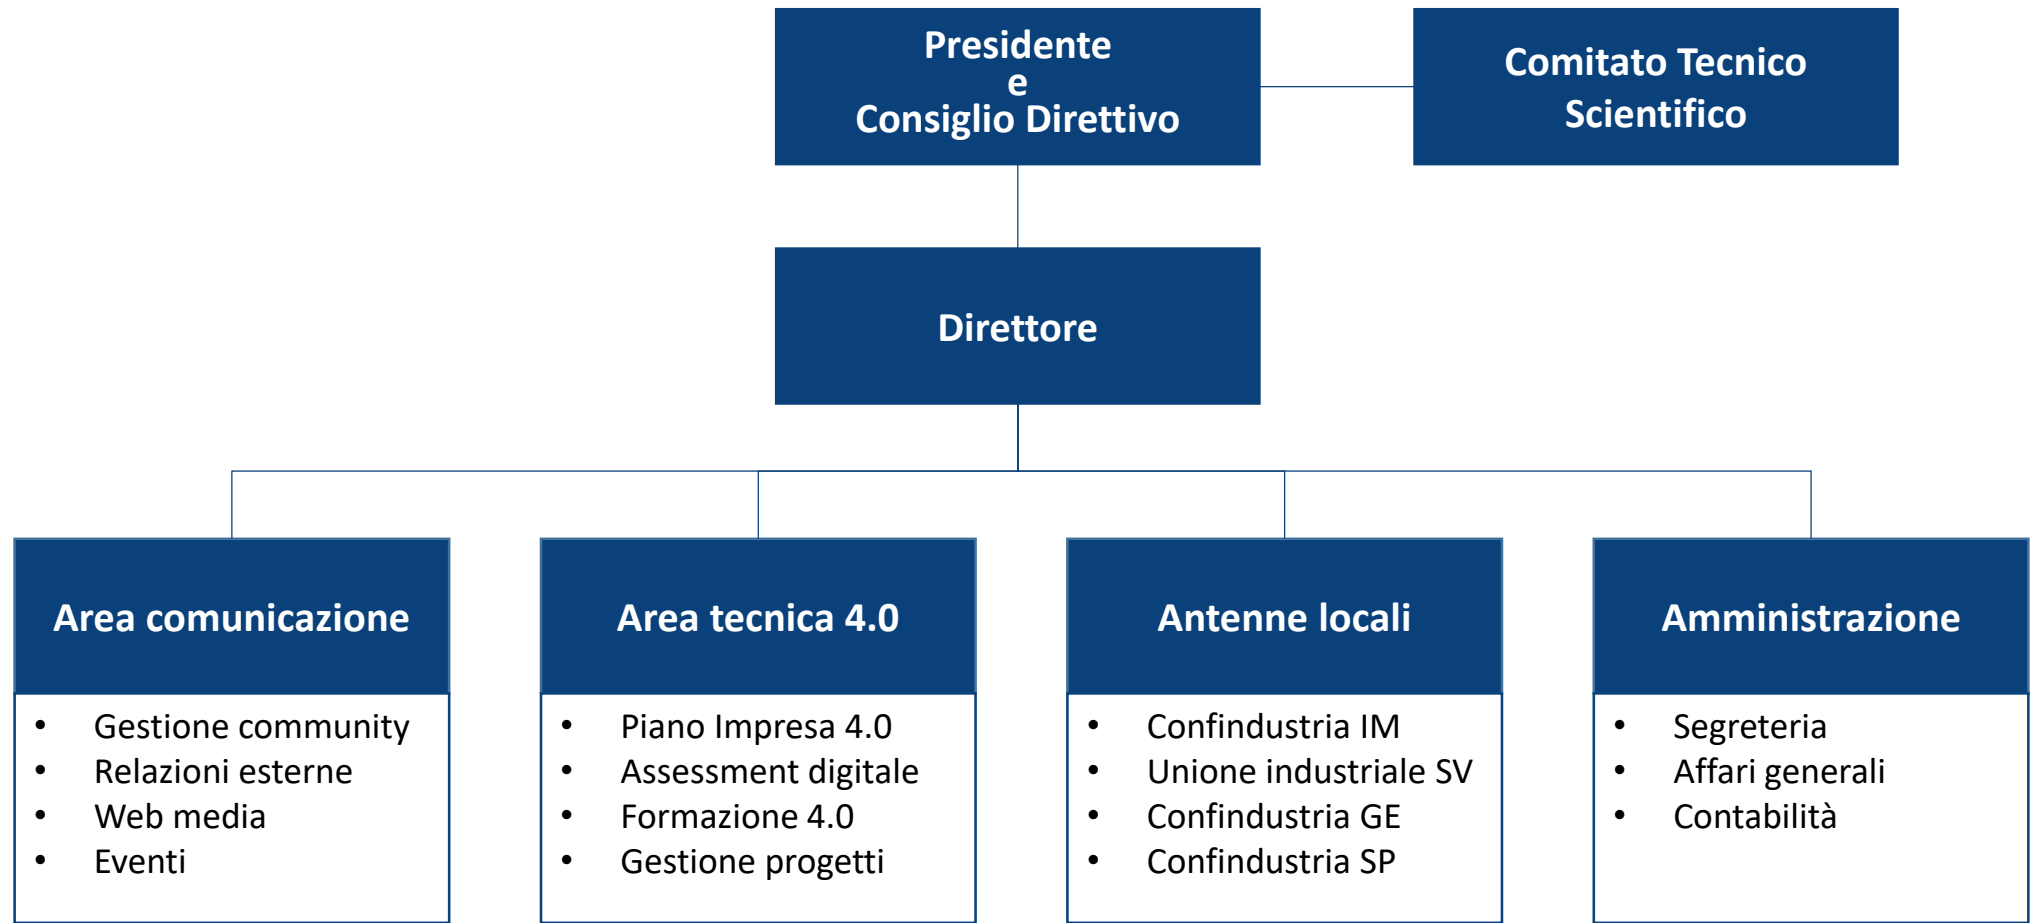 Presidente
e
Consiglio Direttivo
Comitato Tecnico
Scientifico
Direttore
Area comunicazione
• Gestione community
• Relazioni esterne
• Web media
• Eventi
Area tecnica 4.0
• Piano Impresa 4.0
• Assessment digitale
• Formazione 4.0
• Gestione progetti
Antenne locali
• Confindustria IM
• Unione industriale SV
• Confindustria GE
• Confindustria SP
Amministrazione
• Segreteria
• Affari generali
• Contabilità